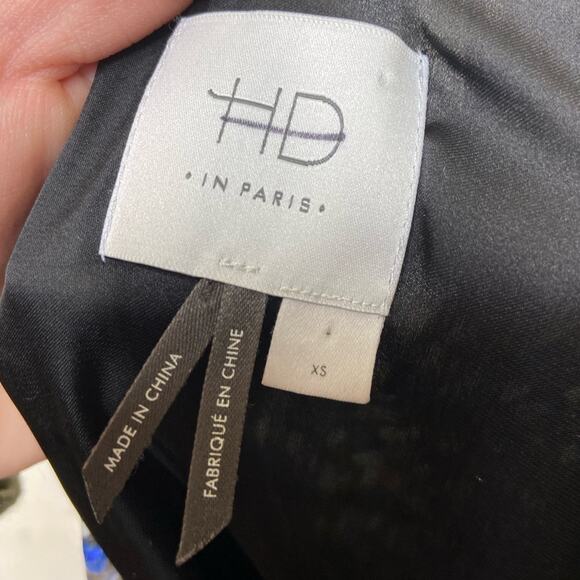 HD
• IN PARIS •
XS
MADE IN CHINA
FABRIQUÉ EN CHINE